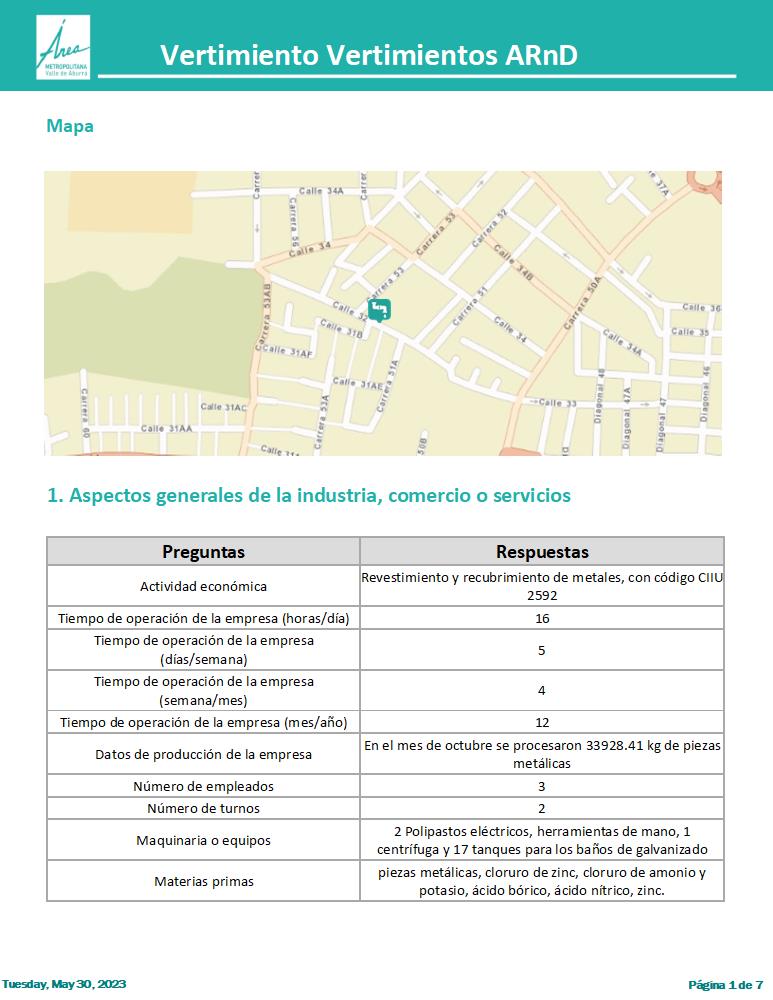 Área
METROPOLITANA
Valle de Aburrá
Vertimiento Vertimientos ARnD
Mapa
Carrer
Calle 34A
Carrer
Carrera 56
Calle 34
Carrera 53
Carrera 52
Calle 34B
37A
Carrera 50A
Carrera 53
Carrera 53AB
Calle 32
Calle 31B
Carrera 51
Calle 34
Calle 36
Calle 35
Calle 34A
Calle 31AF
Calle 31AE
Carrera 51A
Carrera 53A
Calle 31AC
Carrera 60
Calle 31AA
Calle 33
Diagonal 48
Diagonal 47A
Diagonal 47
Diagonal 46
50B
1. Aspectos generales de la industria, comercio o servicios
Preguntas Respuestas
Actividad económica Revestimiento y recubrimiento de metales, con código CIIU
2592
Tiempo de operación de la empresa (horas/día) 16
Tiempo de operación de la empresa
(días/semana) 5
Tiempo de operación de la empresa
(semana/mes) 4
Tiempo de operación de la empresa (mes/año) 12
Datos de producción de la empresa En el mes de octubre se procesaron 33928.41 kg de piezas
metálicas
Número de empleados 3
Número de turnos 2
Maquinaria o equipos 2 Polipastos eléctricos, herramientas de mano, 1
centrífuga y 17 tanques para los baños de galvanizado
Materias primas piezas metálicas, cloruro de zinc, cloruro de amonio y
potasio, ácido bórico, ácido nítrico, zinc.
Tuesday, May 30, 2023 Página 1 de 7